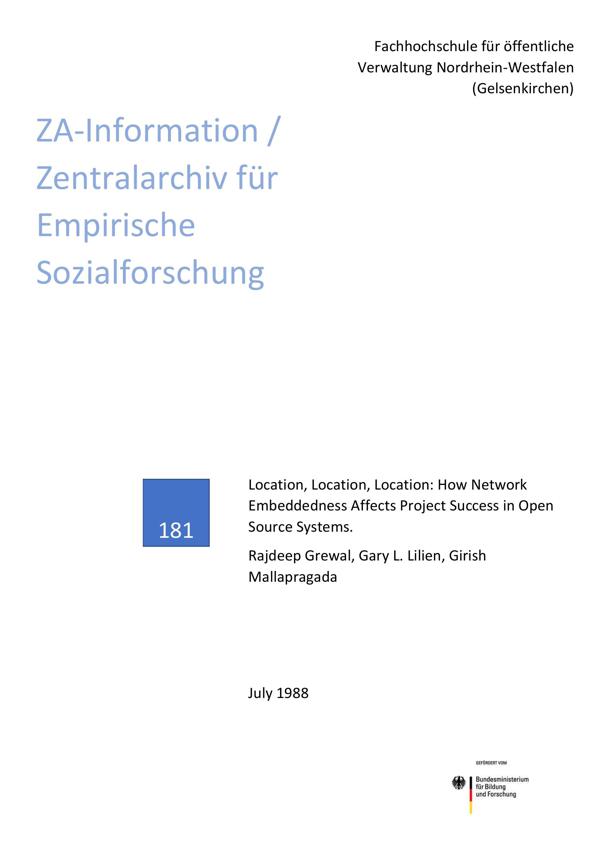 Fachhochschule für öffentliche
Verwaltung Nordrhein-Westfalen
(Gelsenkirchen)
ZA-Information /
Zentralarchiv für
Empirische
Sozialforschung
181
Location, Location, Location: How Network
Embeddedness Affects Project Success in Open
Source Systems.
Rajdeep Grewal, Gary L. Lilien, Girish
Mallapragada
July 1988
GEFÖRDERT VOM
Bundesministerium
für Bildung
und Forschung